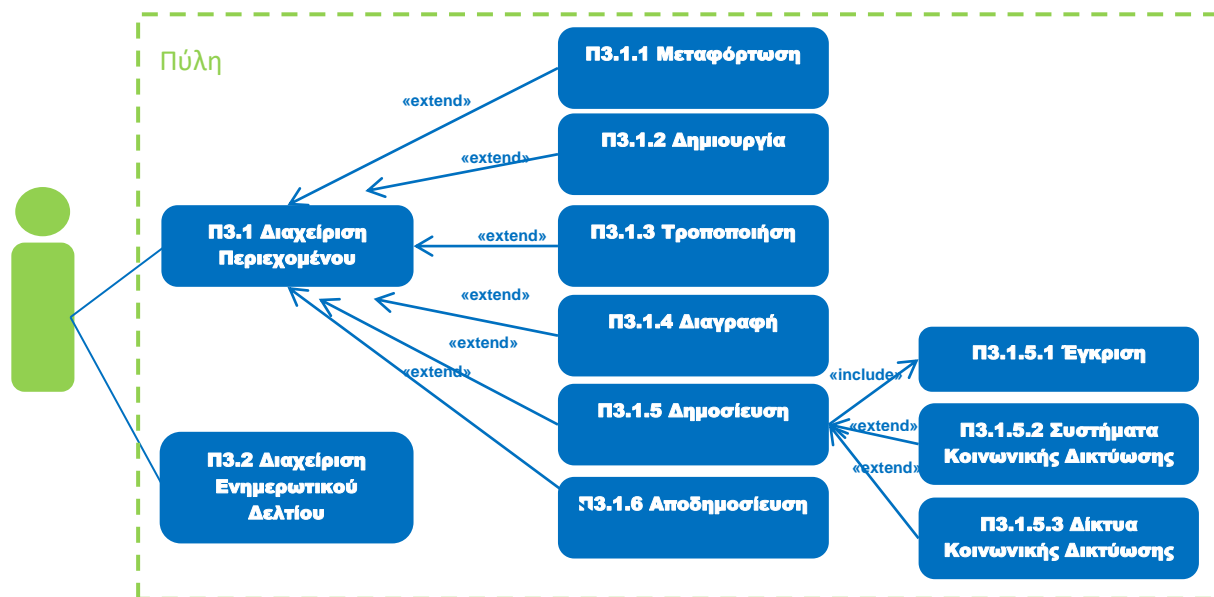 Πύλη
Π3.1.1 Μεταφόρτωση
«extend»
Π3.1.2 Δημιουργία
«extend»
Π3.1 Διαχείριση
Περιεχομένου
Π3.1.3 Τροποποιήση
«extend»
Π3.1.4 Διαγραφή
«extend»
«extend»
«extend»
Π3.1.5 Δημοσίευση
«include»
Π3.1.5.1 Έγκριση
«extend»
Π3.1.5.2 Συστήματα
Κοινωνικής Δικτύωσης
«extend»
Π3.1.5.3 Δίκτυα
Κοινωνικής Δικτύωσης
Π3.2 Διαχείριση
Ενημερωτικού
Δελτίου
Π3.1.6 Αποδημοσίευση